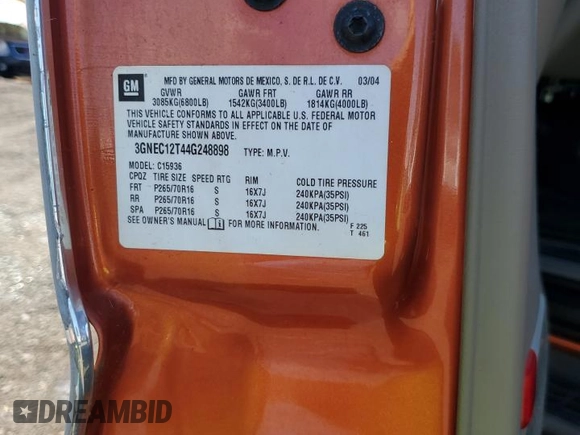 GM
MFD BY GENERAL MOTORS DE MEXICO, S. DE R.L. DE C.V. 03/04
GVWR GAWR FRT GAWR RR
3085KG(6800LB) 1542KG(3400LB) 1814KG(4000LB)
THIS VEHICLE CONFORMS TO ALL APPLICABLE U.S. FEDERAL MOTOR
VEHICLE SAFETY STANDARDS IN EFFECT ON THE DATE OF
MANUFACTURE SHOWN ABOVE.
3GNEC12T44G248898 TYPE: M.P.V.
MODEL: C15936
CPQZ TIRE SIZE SPEED RTG RIM COLD TIRE PRESSURE
FRT P265/70R16 S 16X7J 240KPA(35PSI)
RR P265/70R16 S 16X7J 240KPA(35PSI)
SPA P265/70R16 S 16X7J 240KPA(35PSI)
SEE OWNER'S MANUAL FOR MORE INFORMATION.
F 225
T 461
DREAMBID